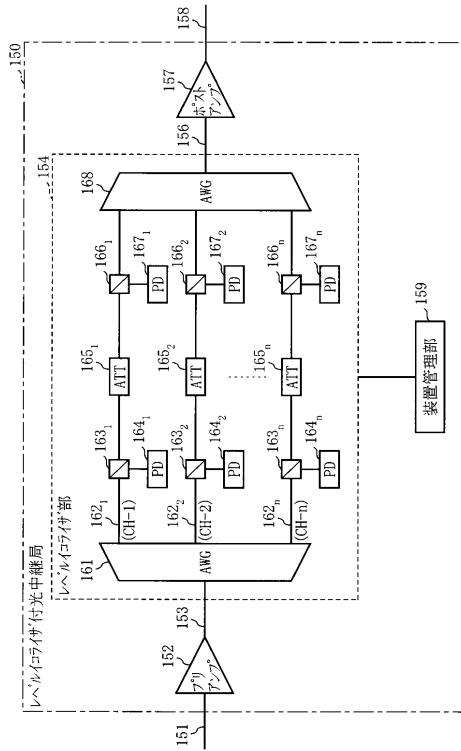 レベルイコライザ付光中継局
150
レベルイコライザ部
154
151
152
プリアンプ
153
161
AWG
162₁
(CH-1)
163₁
164₁
PD
165₁
ATT
166₁
167₁
PD
162₂
(CH-2)
163₂
164₂
PD
165₂
ATT
166₂
167₂
PD
162ₙ
(CH-n)
163ₙ
164ₙ
PD
165ₙ
ATT
166ₙ
167ₙ
PD
168
AWG
156
157
ポストアンプ
158
159
装置管理部